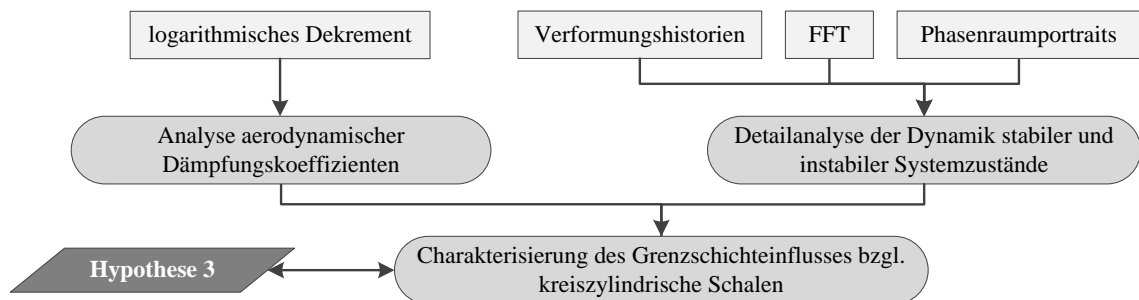 logarithmisches Dekrement
Verformungshistorien
FFT
Phasenraumportraits
Analyse aerodynamischer
Dämpfungskoeffizienten
Detailanalyse der Dynamik stabiler und
instabiler Systemzustände
Hypothese 3
Charakterisierung des Grenzschichteinflusses bzgl.
kreiszylindrische Schalen